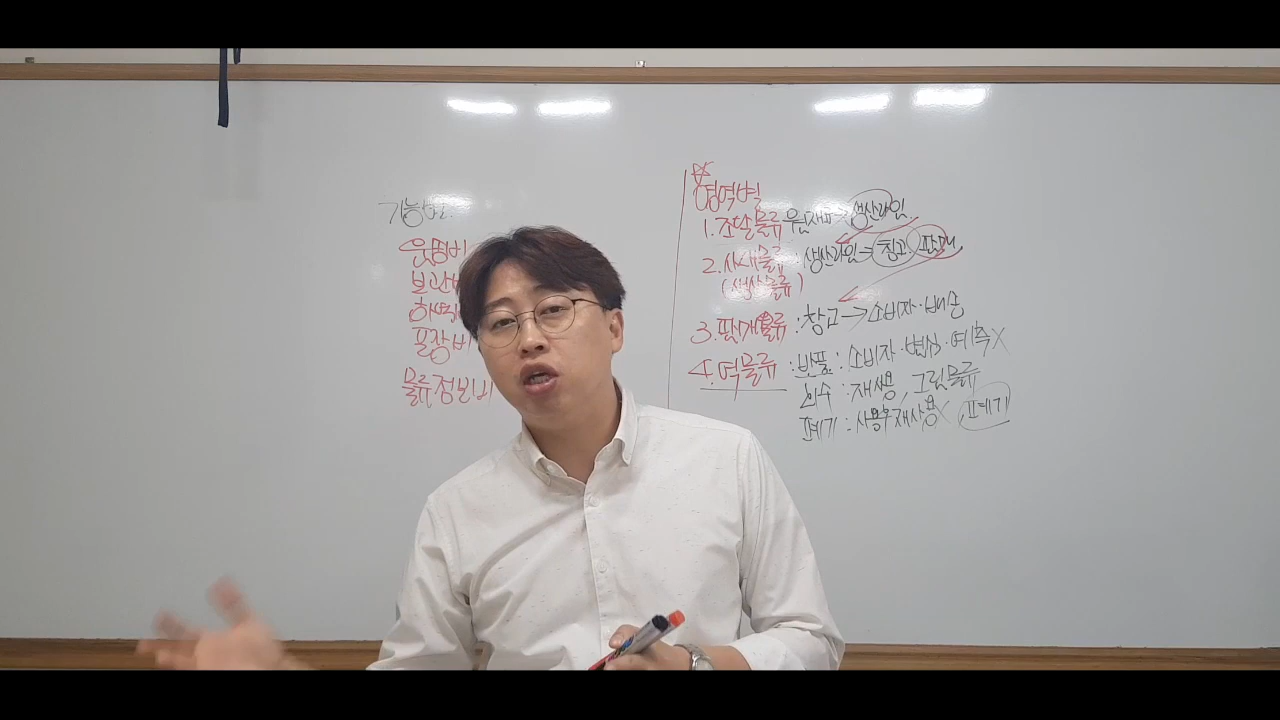 기능별
운송비
보관비
하역
포장비
물류정보비
영역별
1. 조달물류 원재료→생산라인
2. 사내물류 : 생산라인→창고, 판매
(생산물류)
3. 판매물류 : 창고→소비자·배송
4. 역물류 : 반품 : 소비자·변심·예측X
회수 : 재사용, 그린물류
폐기 : 사용후재사용X 폐기